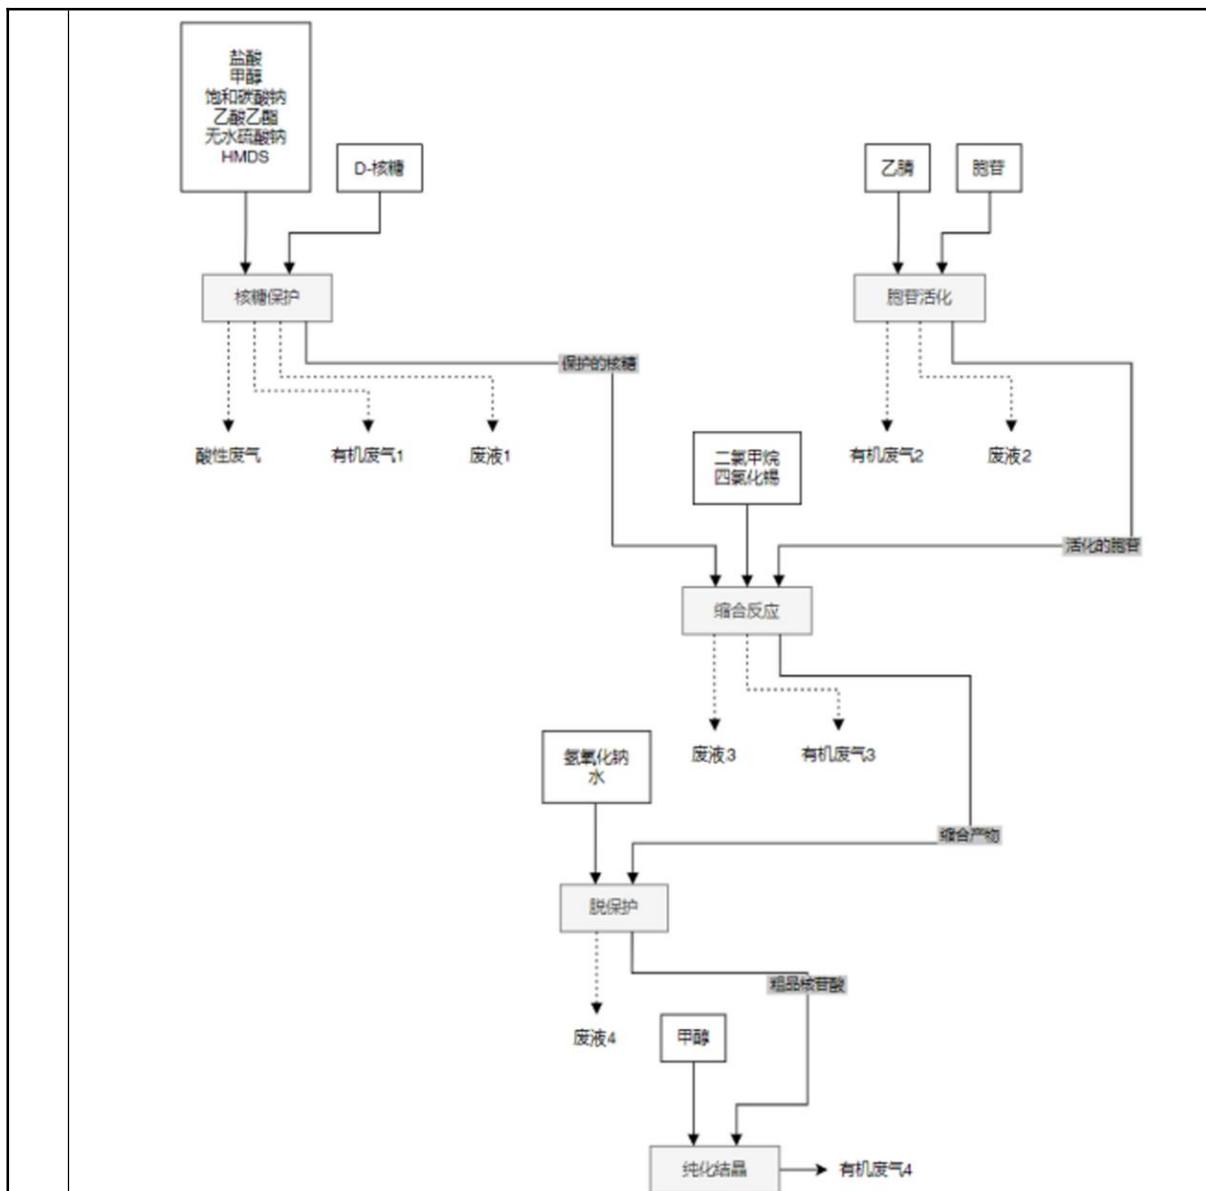 盐酸
甲醇
饱和碳酸钠
乙酸乙酯
无水硫酸钠
HMDS
D-核糖
乙腈
胞苷
核糖保护
胞苷活化
保护的核糖
酸性废气
有机废气1
废液1
二氯甲烷
四氯化锡
有机废气2
废液2
活化的胞苷
缩合反应
废液3
有机废气3
氢氧化钠
水
缩合产物
脱保护
粗品核苷酸
废液4
甲醇
纯化结晶
有机废气4